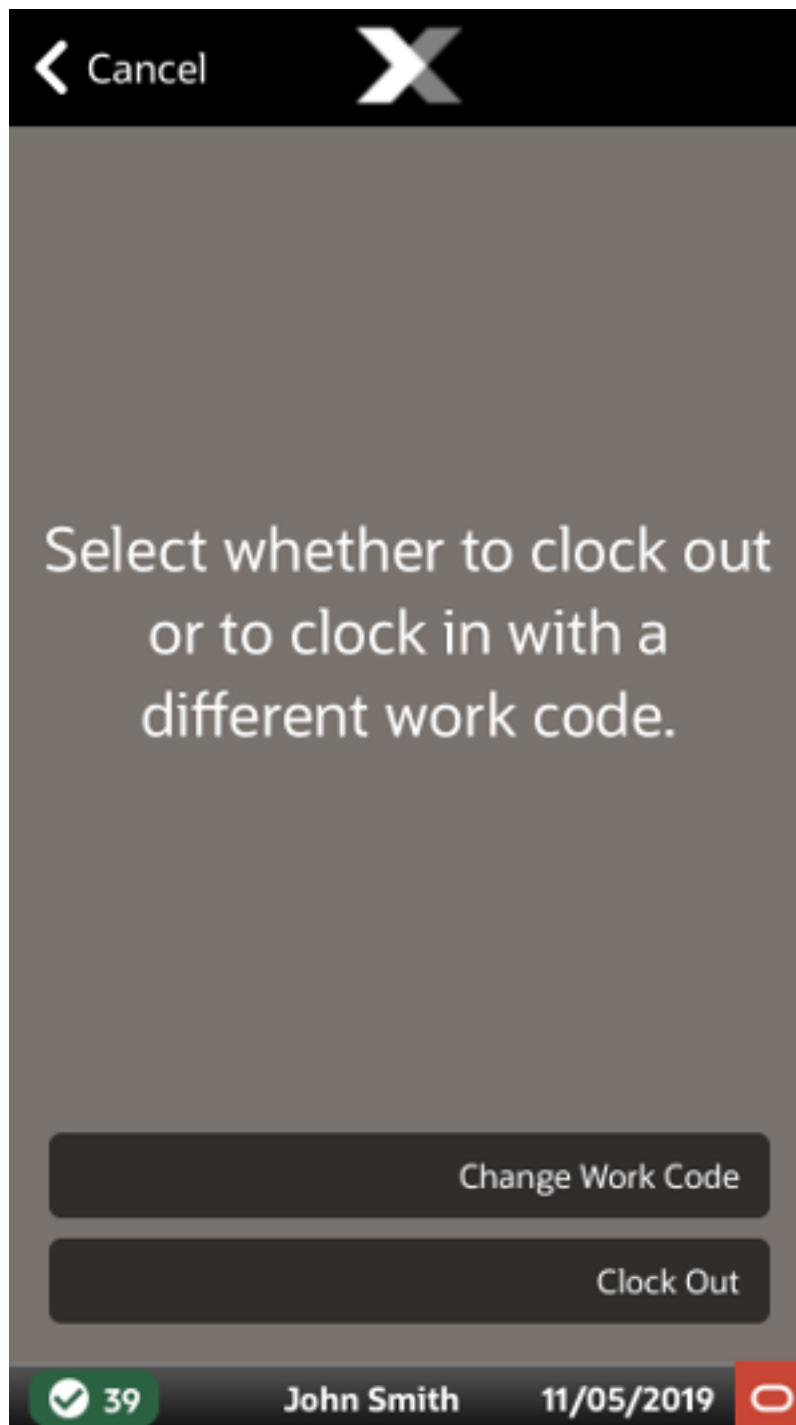 Cancel
Select whether to clock out
or to clock in with a
different work code.
Change Work Code
Clock Out
39 John Smith 11/05/2019